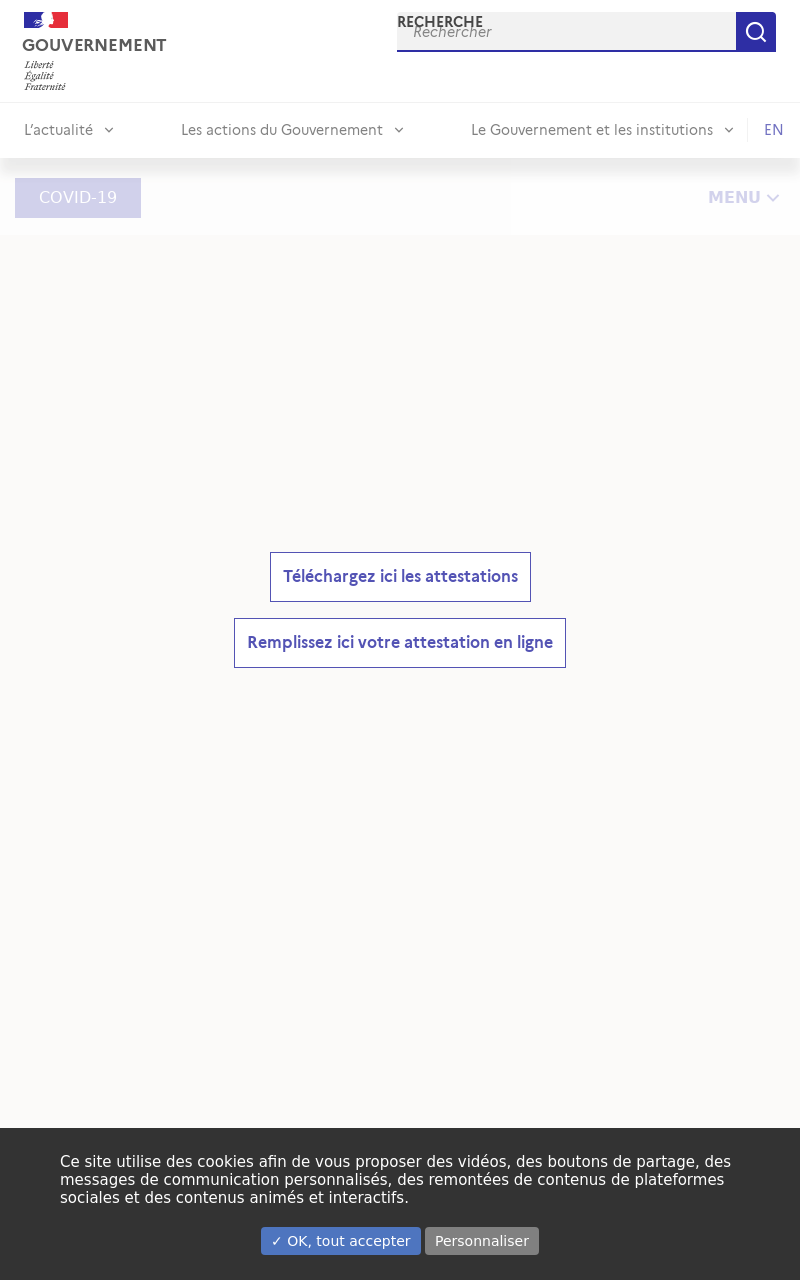 GOUVERNEMENT
Liberté
Égalité
Fraternité
RECHERCHE
Rechercher
L’actualité
Les actions du Gouvernement
Le Gouvernement et les institutions
EN
COVID-19
MENU
Téléchargez ici les attestations
Remplissez ici votre attestation en ligne
Ce site utilise des cookies afin de vous proposer des vidéos, des boutons de partage, des
messages de communication personnalisés, des remontées de contenus de plateformes
sociales et des contenus animés et interactifs.
✓ OK, tout accepter
Personnaliser